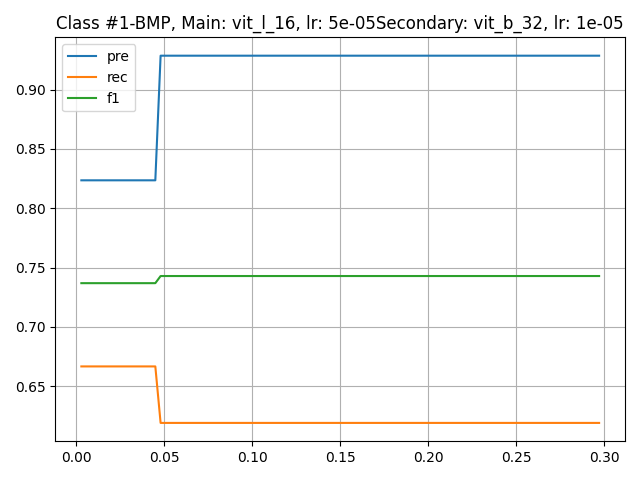 Class #1-BMP, Main: vit_l_16, lr: 5e-05Secondary: vit_b_32, lr: 1e-05
pre
rec
f1
0.90
0.85
0.80
0.75
0.70
0.65
0.00 0.05 0.10 0.15 0.20 0.25 0.30